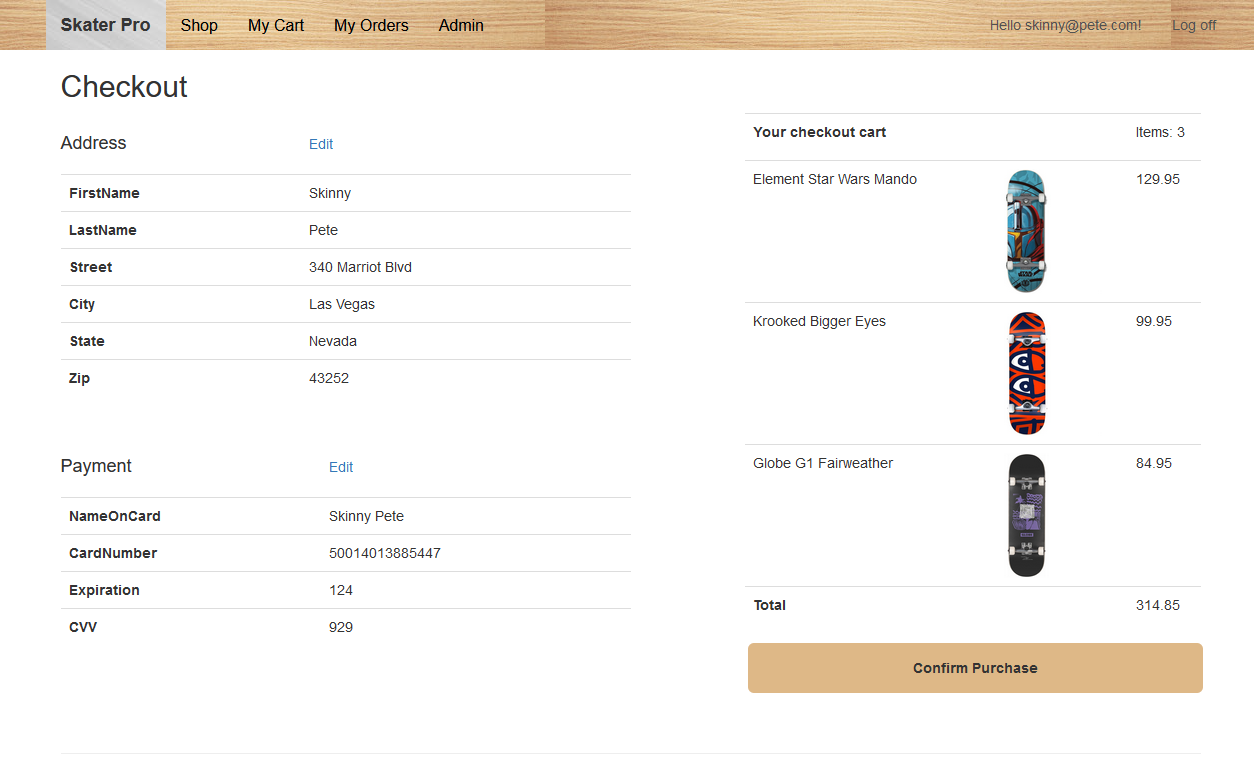 Skater Pro Shop My Cart My Orders Admin Hello skinny@pete.com! Log off
Checkout
Address Edit
FirstName Skinny
LastName Pete
Street 340 Marriot Blvd
City Las Vegas
State Nevada
Zip 43252
Payment Edit
NameOnCard Skinny Pete
CardNumber 50014013885447
Expiration 124
CVV 929
Your checkout cart Items: 3
Element Star Wars Mando 129.95
Krooked Bigger Eyes 99.95
Globe G1 Fairweather 84.95
Total 314.85
Confirm Purchase